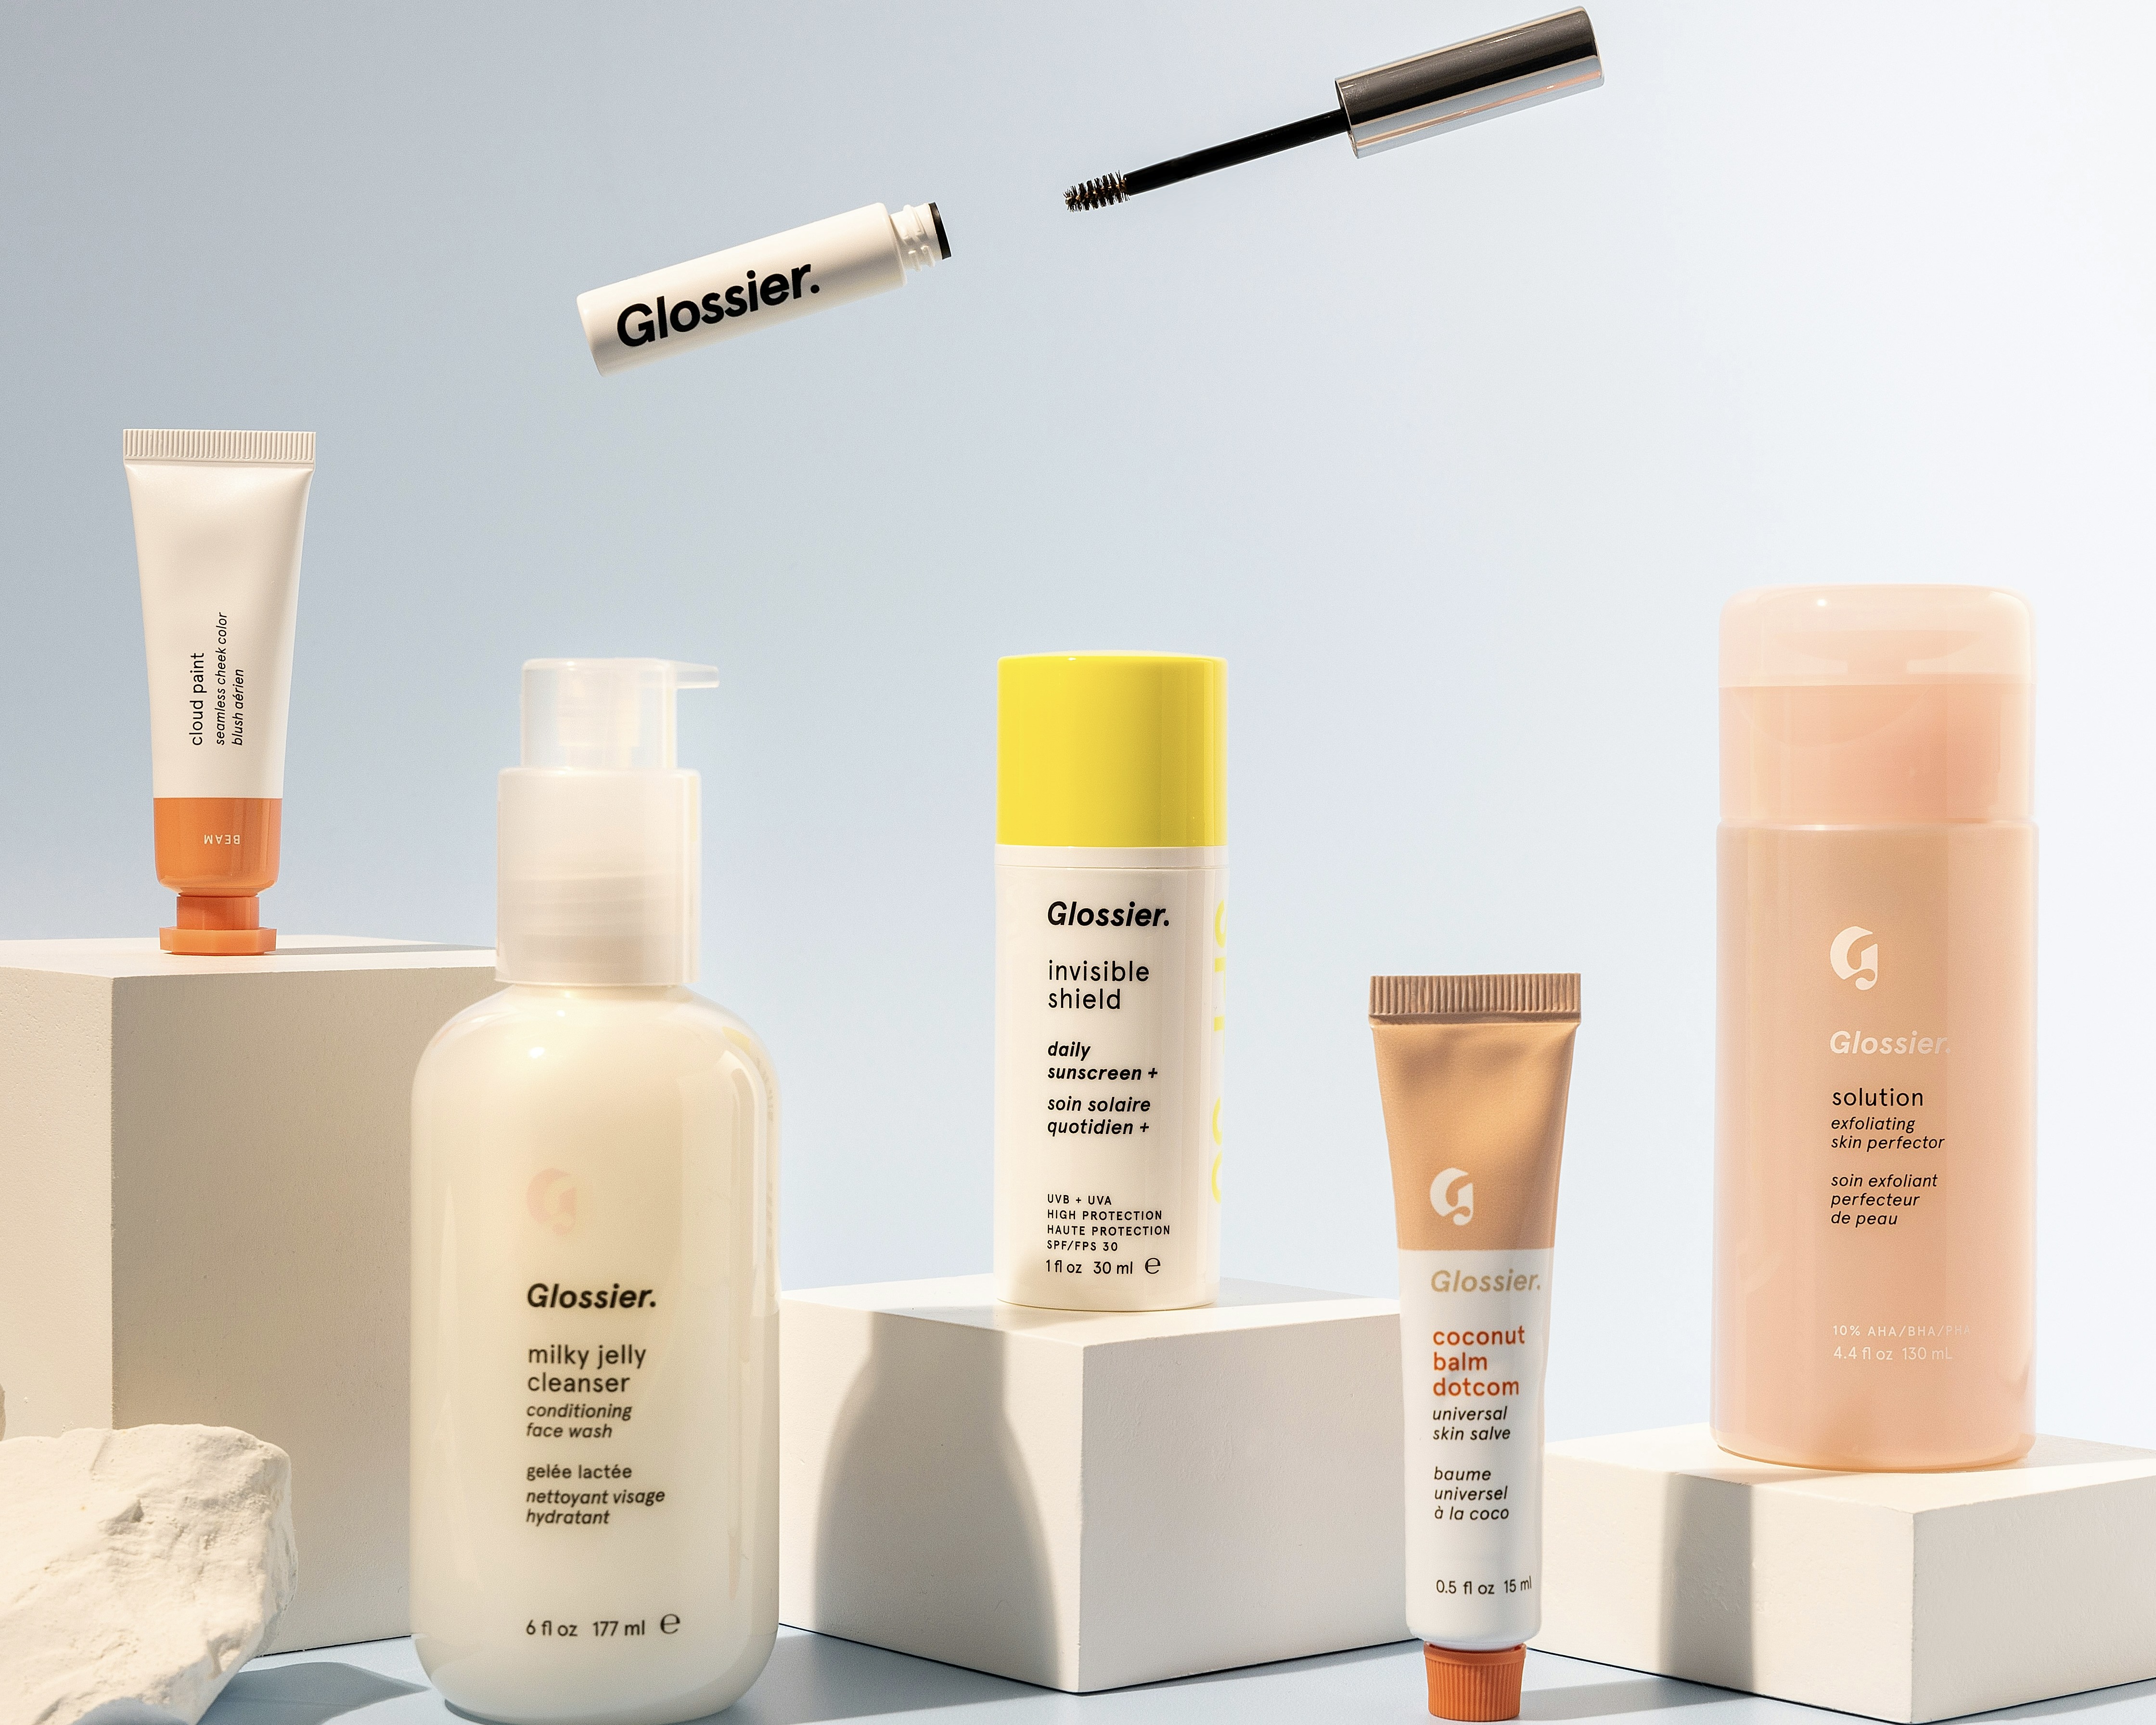 Glossier.
cloud paint
seamless cheek color
blush aérien
BEAM
Glossier.
milky jelly
cleanser
conditioning
face wash
gelée lactée
nettoyant visage
hydratant
6 fl oz 177 ml ℮
Glossier.
invisible
shield
daily
sunscreen +
soin solaire
quotidien +
UVB + UVA
HIGH PROTECTION
HAUTE PROTECTION
SPF/FPS 30
1 fl oz 30 ml ℮
G
Glossier.
coconut
balm
dotcom
universal
skin salve
baume
universel
à la coco
0.5 fl oz 15 ml
G
Glossier.
solution
exfoliating
skin perfector
soin exfoliant
perfecteur
de peau
10% AHA/BHA/PHA
4.4 fl oz 130 mL